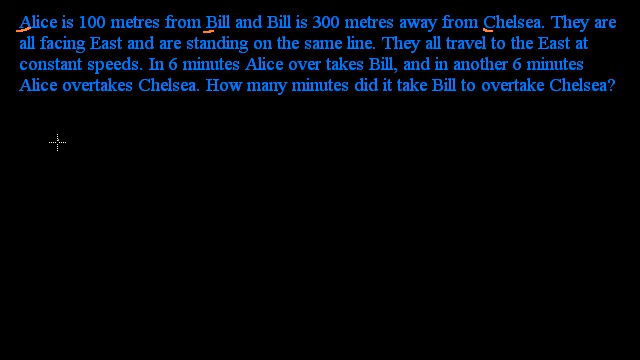 Alice is 100 metres from Bill and Bill is 300 metres away from Chelsea. They are
all facing East and are standing on the same line. They all travel to the East at
constant speeds. In 6 minutes Alice over takes Bill, and in another 6 minutes
Alice overtakes Chelsea. How many minutes did it take Bill to overtake Chelsea?